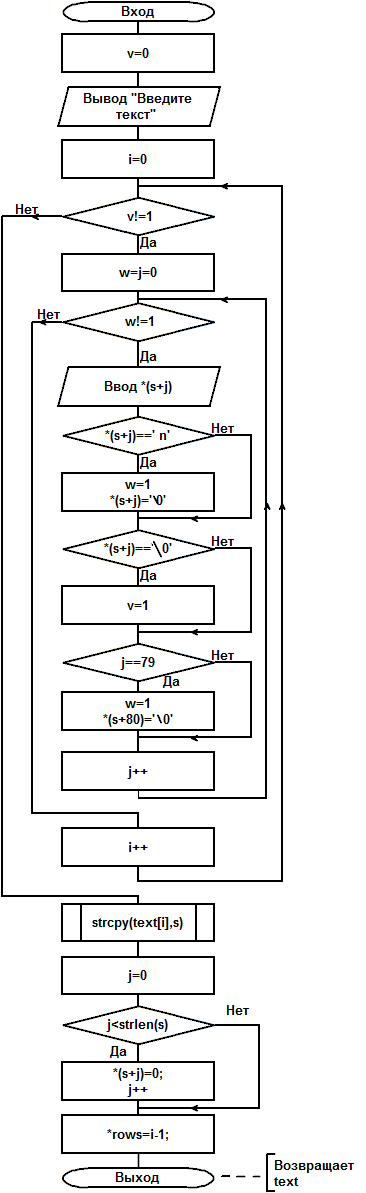 Вход
v=0
Вывод "Введите
текст"
i=0
Нет
v!=1
Да
w=j=0
Нет
w!=1
Да
Ввод *(s+j)
*(s+j)==' n'
Нет
Да
w=1
*(s+j)='\0'
*(s+j)=='\0'
Нет
Да
v=1
j==79
Нет
Да
w=1
*(s+80)='\0'
j++
i++
strcpy(text[i],s)
j=0
Нет
j<strlen(s)
Да
*(s+j)=0;
j++
*rows=i-1;
Выход
Возвращает
text